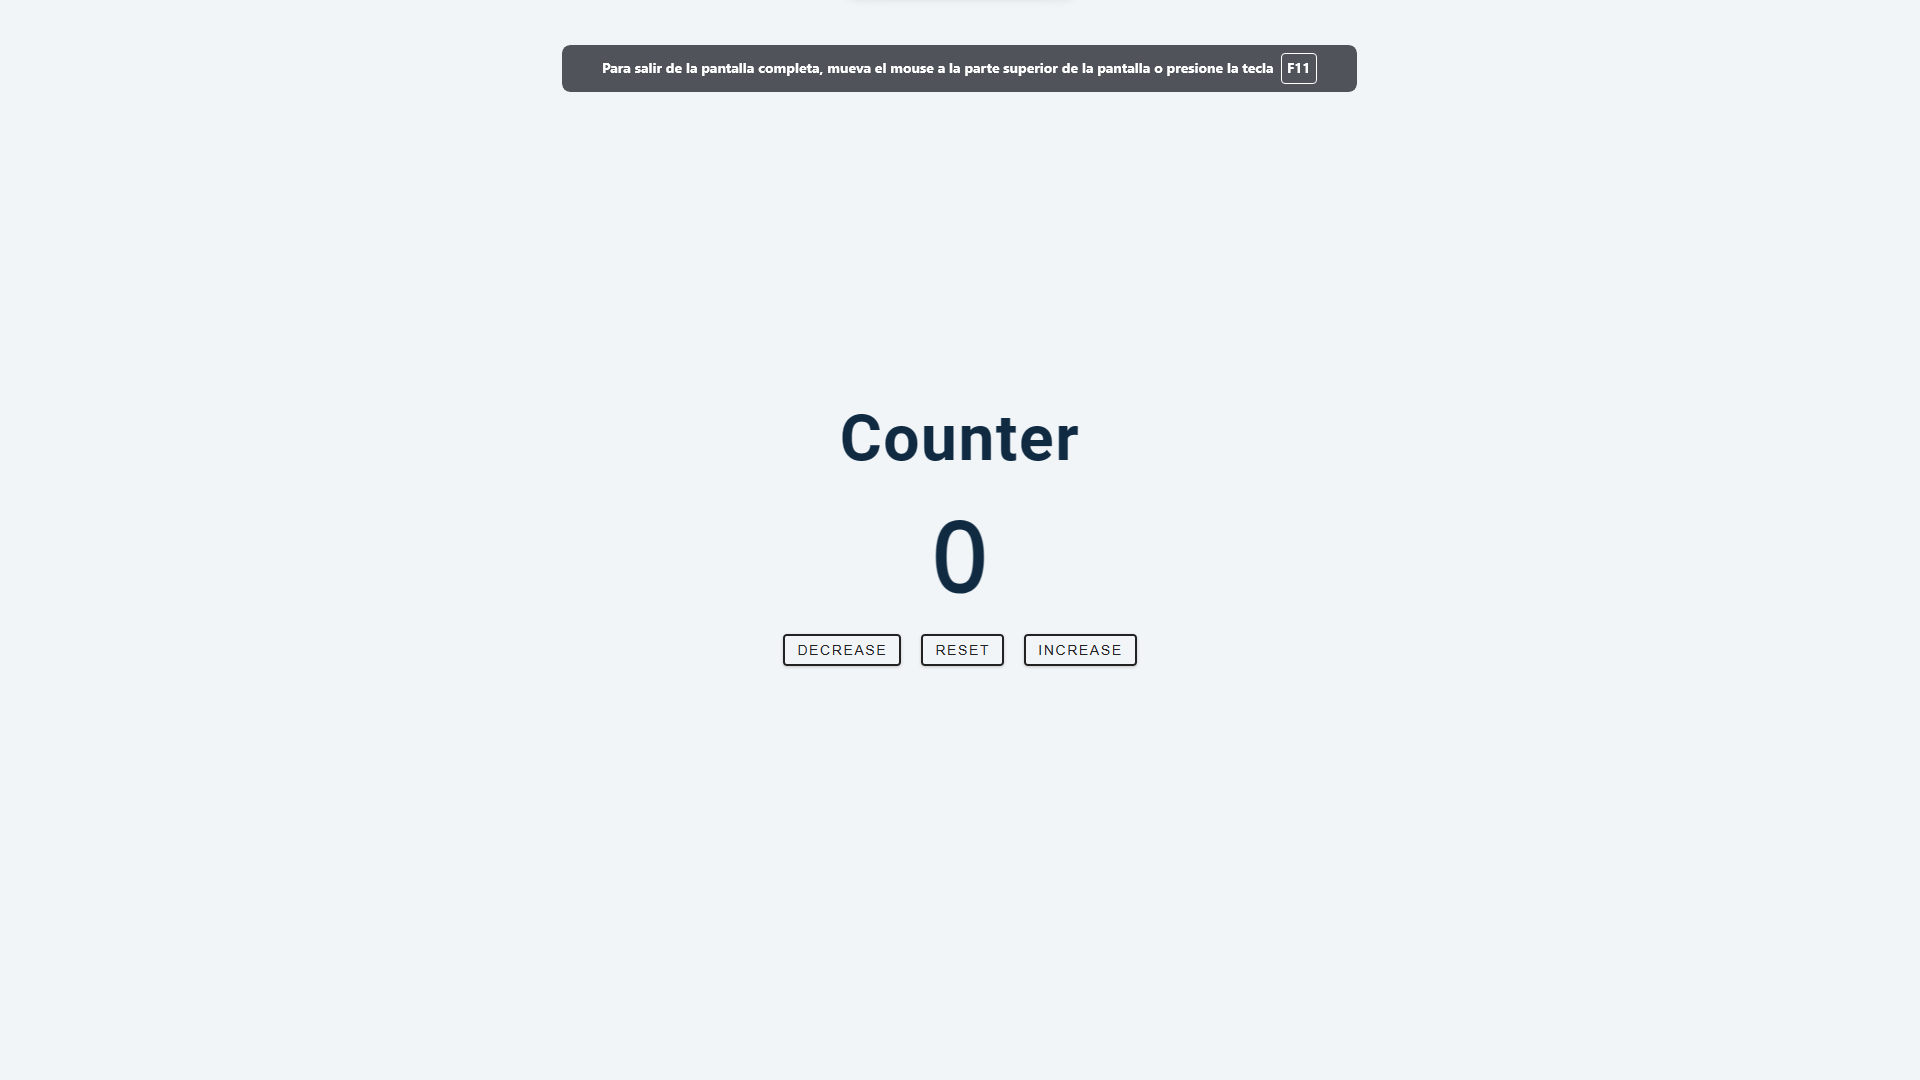 Para salir de la pantalla completa, mueva el mouse a la parte superior de la pantalla o presione la tecla F11
Counter
0
DECREASE RESET INCREASE